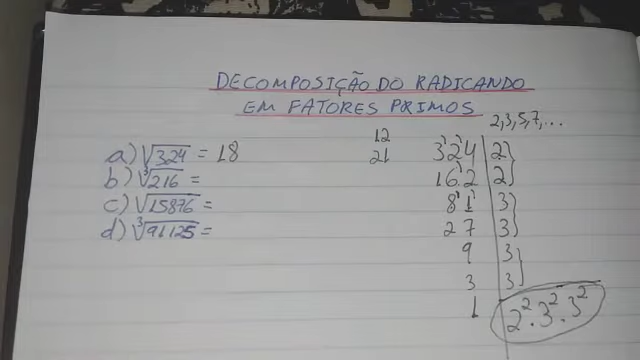 DECOMPOSIÇÃO DO RADICANDO
EM FATORES PRIMOS
2,3,5,7,...
a) √324 = 18
b) ∛216 =
c) √15876 =
d) ∛91125 =
12
21
324 | 2
162 | 2
81 | 3
27 | 3
9 | 3
3 | 3
1
2² . 3² . 3²